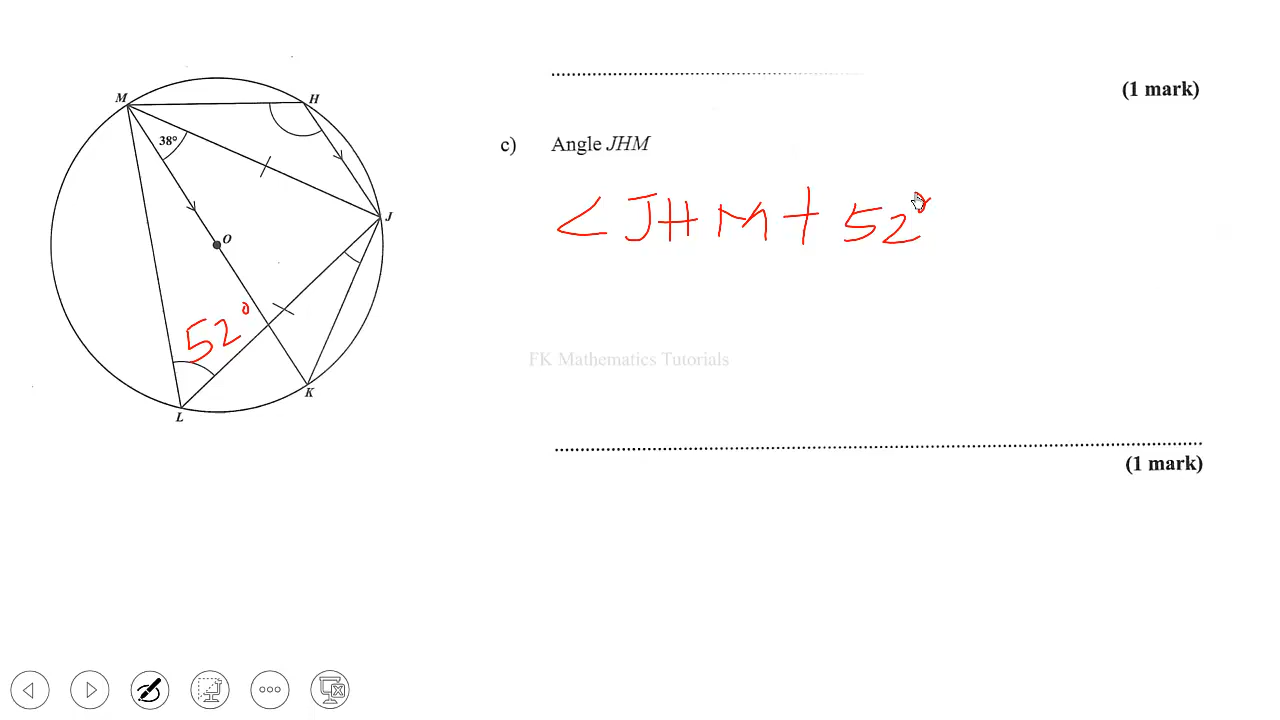 (1 mark)
c) Angle JHM
< JHM + 52°
M
H
38°
J
O
52°
FK Mathematics Tutorials
K
L
(1 mark)